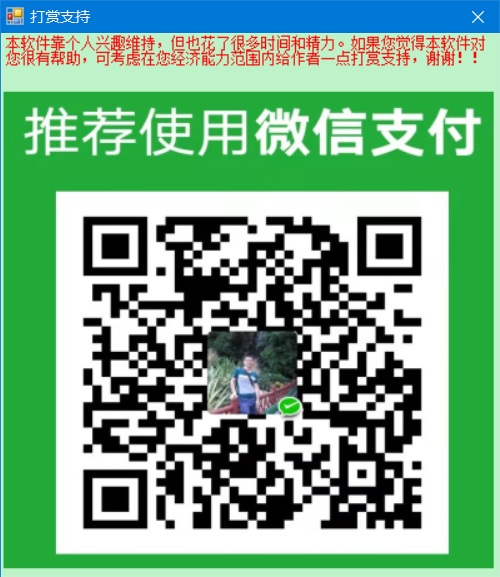 打赏支持
本软件靠个人兴趣维持，但也花了很多时间和精力。如果您觉得本软件对
您很有帮助，可考虑在您经济能力范围内给作者一点打赏支持，谢谢！！
推荐使用微信支付